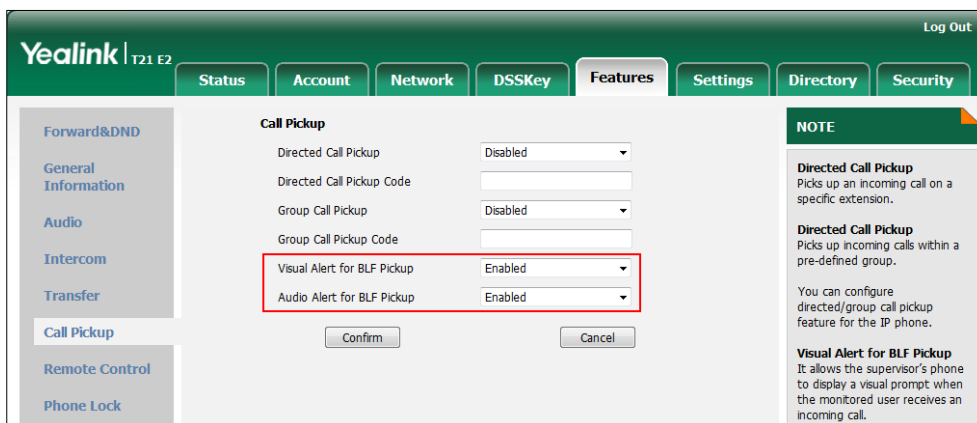 Log Out
Yealink | T21 E2
Status Account Network DSSKey Features Settings Directory Security
Forward&DND
General
Information
Audio
Intercom
Transfer
Call Pickup
Remote Control
Phone Lock
Call Pickup
Directed Call Pickup Disabled
Directed Call Pickup Code
Group Call Pickup Disabled
Group Call Pickup Code
Visual Alert for BLF Pickup Enabled
Audio Alert for BLF Pickup Enabled
Confirm Cancel
NOTE
Directed Call Pickup
Picks up an incoming call on a
specific extension.
Directed Call Pickup
Picks up incoming calls within a
pre-defined group.
You can configure
directed/group call pickup
feature for the IP phone.
Visual Alert for BLF Pickup
It allows the supervisor's phone
to display a visual prompt when
the monitored user receives an
incoming call.